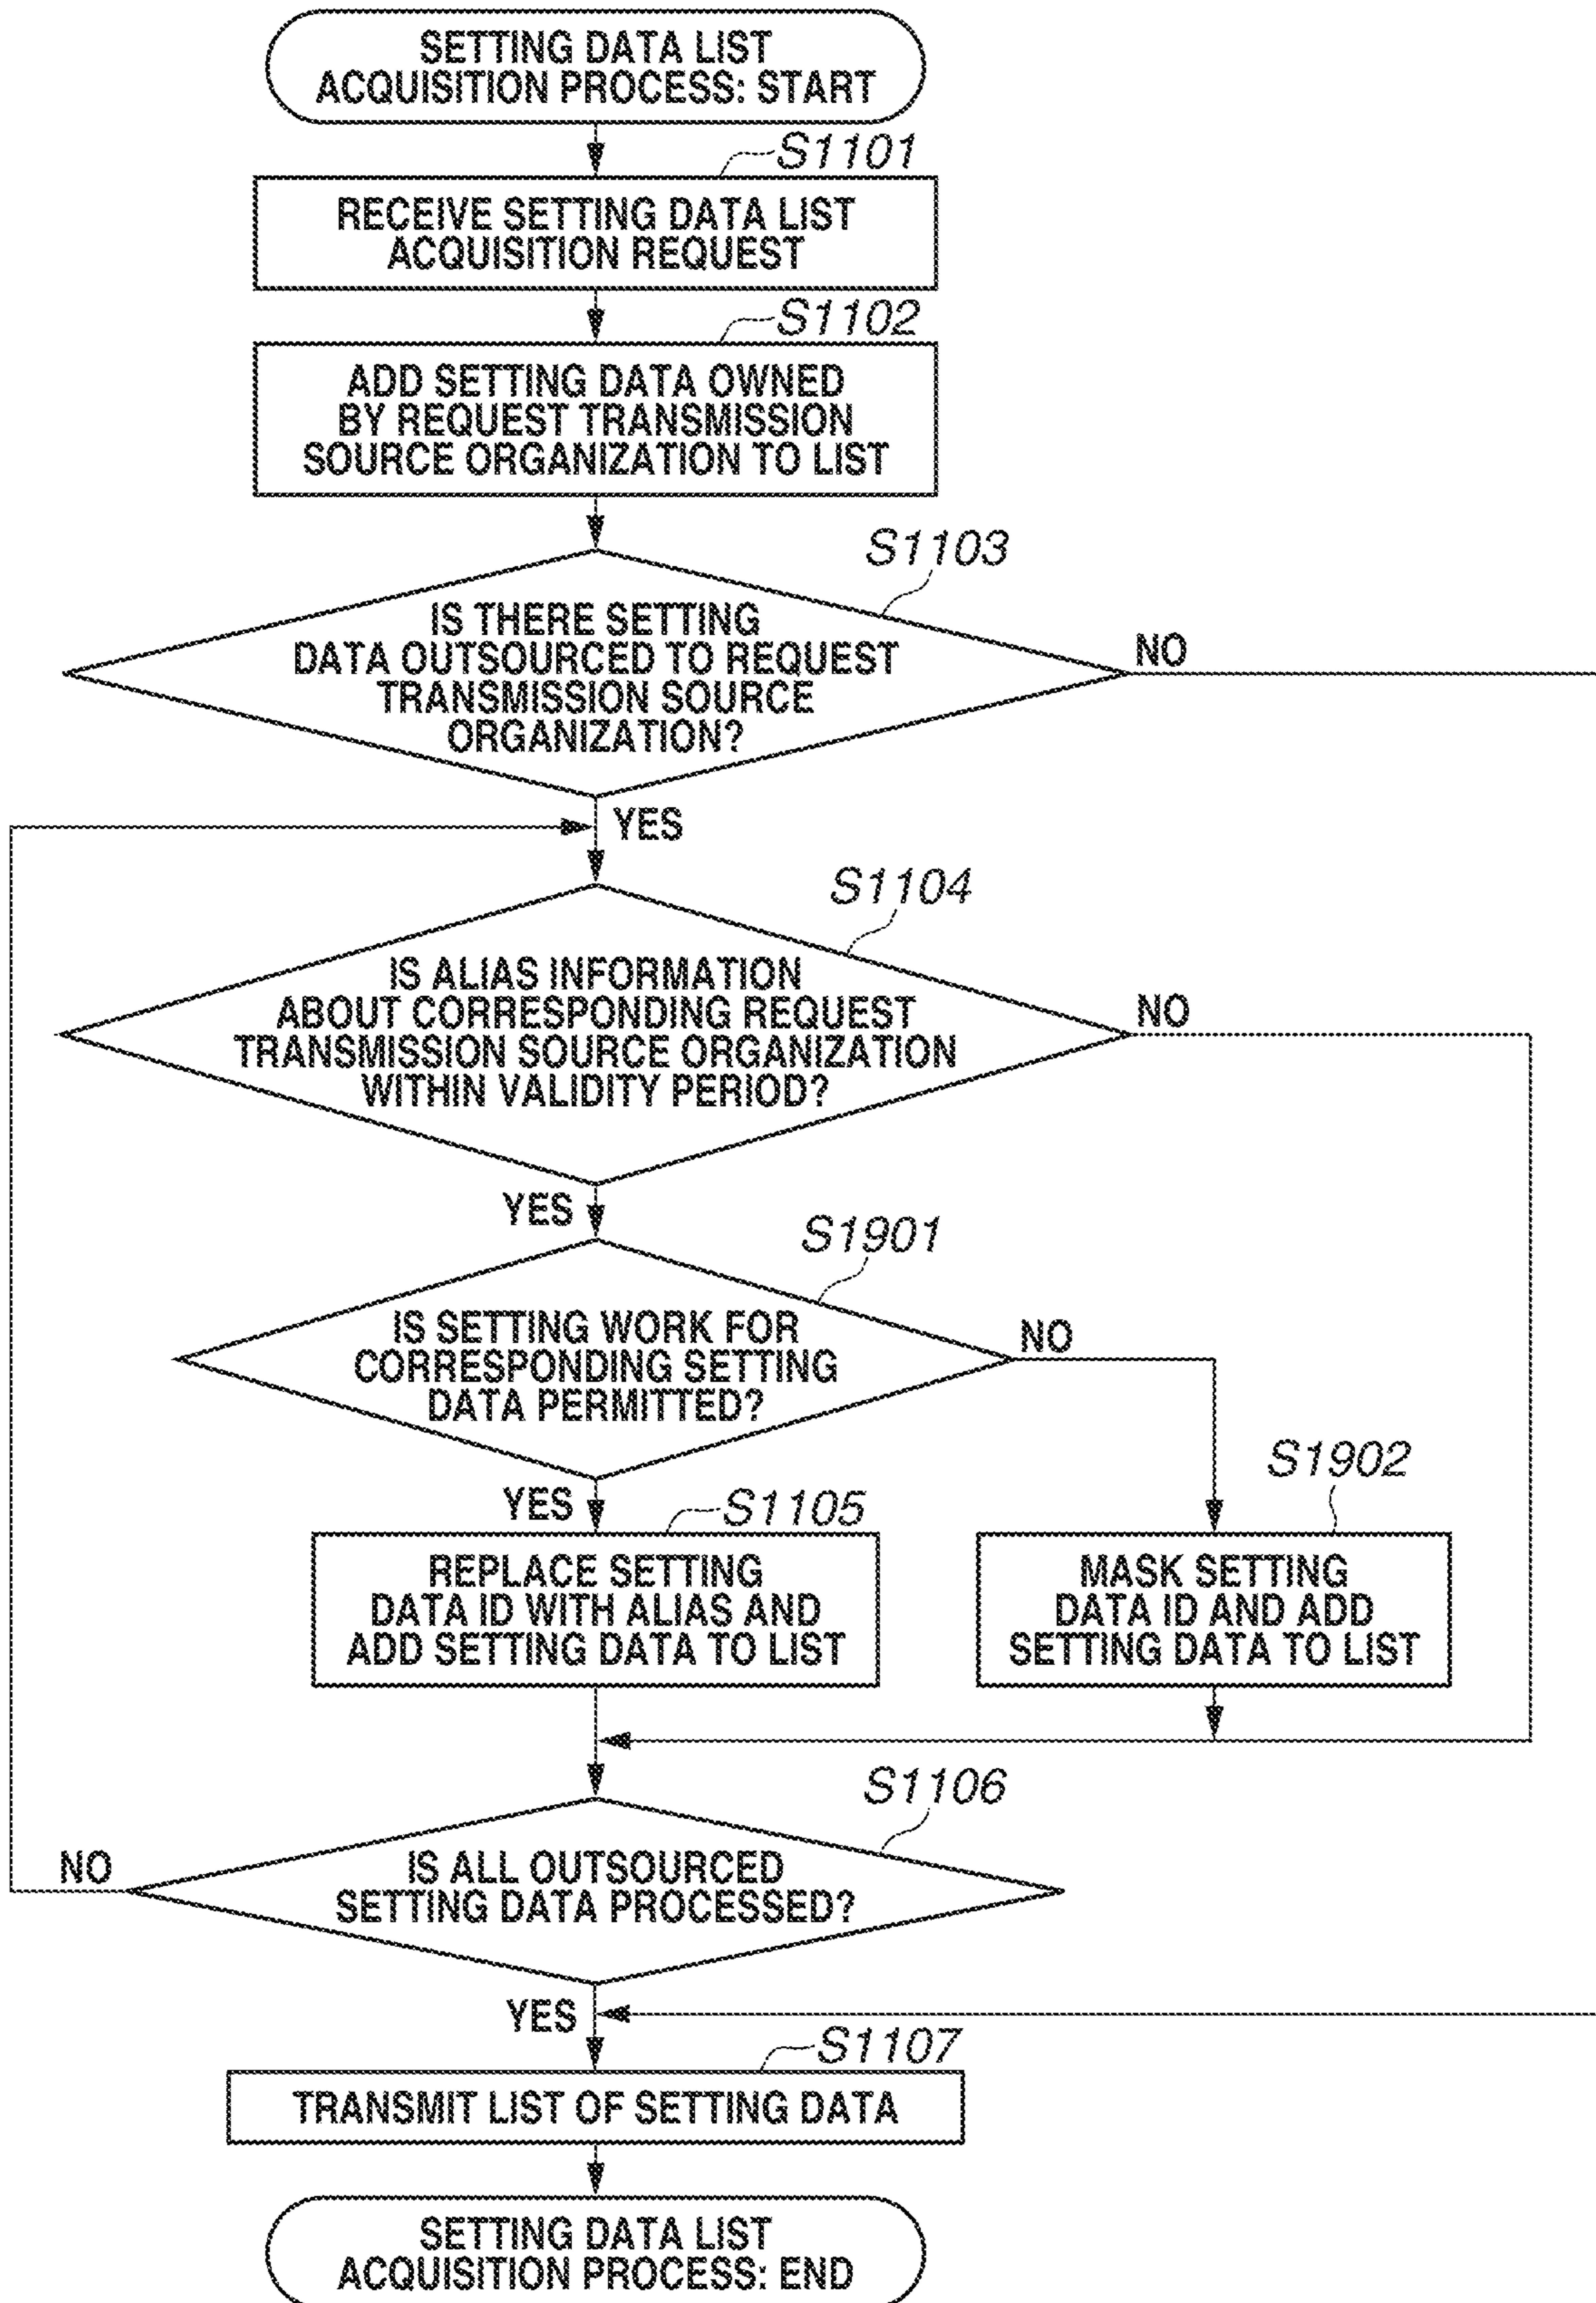 SETTING DATA LIST
ACQUISITION PROCESS: START
S1101
RECEIVE SETTING DATA LIST
ACQUISITION REQUEST
S1102
ADD SETTING DATA OWNED
BY REQUEST TRANSMISSION
SOURCE ORGANIZATION TO LIST
S1103
IS THERE SETTING
DATA OUTSOURCED TO REQUEST
TRANSMISSION SOURCE
ORGANIZATION?
NO
YES
S1104
IS ALIAS INFORMATION
ABOUT CORRESPONDING REQUEST
TRANSMISSION SOURCE ORGANIZATION
WITHIN VALIDITY PERIOD?
NO
YES
S1901
IS SETTING WORK FOR
CORRESPONDING SETTING
DATA PERMITTED?
NO
YES
S1105
REPLACE SETTING
DATA ID WITH ALIAS AND
ADD SETTING DATA TO LIST
S1902
MASK SETTING
DATA ID AND ADD
SETTING DATA TO LIST
S1106
IS ALL OUTSOURCED
SETTING DATA PROCESSED?
NO
YES
S1107
TRANSMIT LIST OF SETTING DATA
SETTING DATA LIST
ACQUISITION PROCESS: END